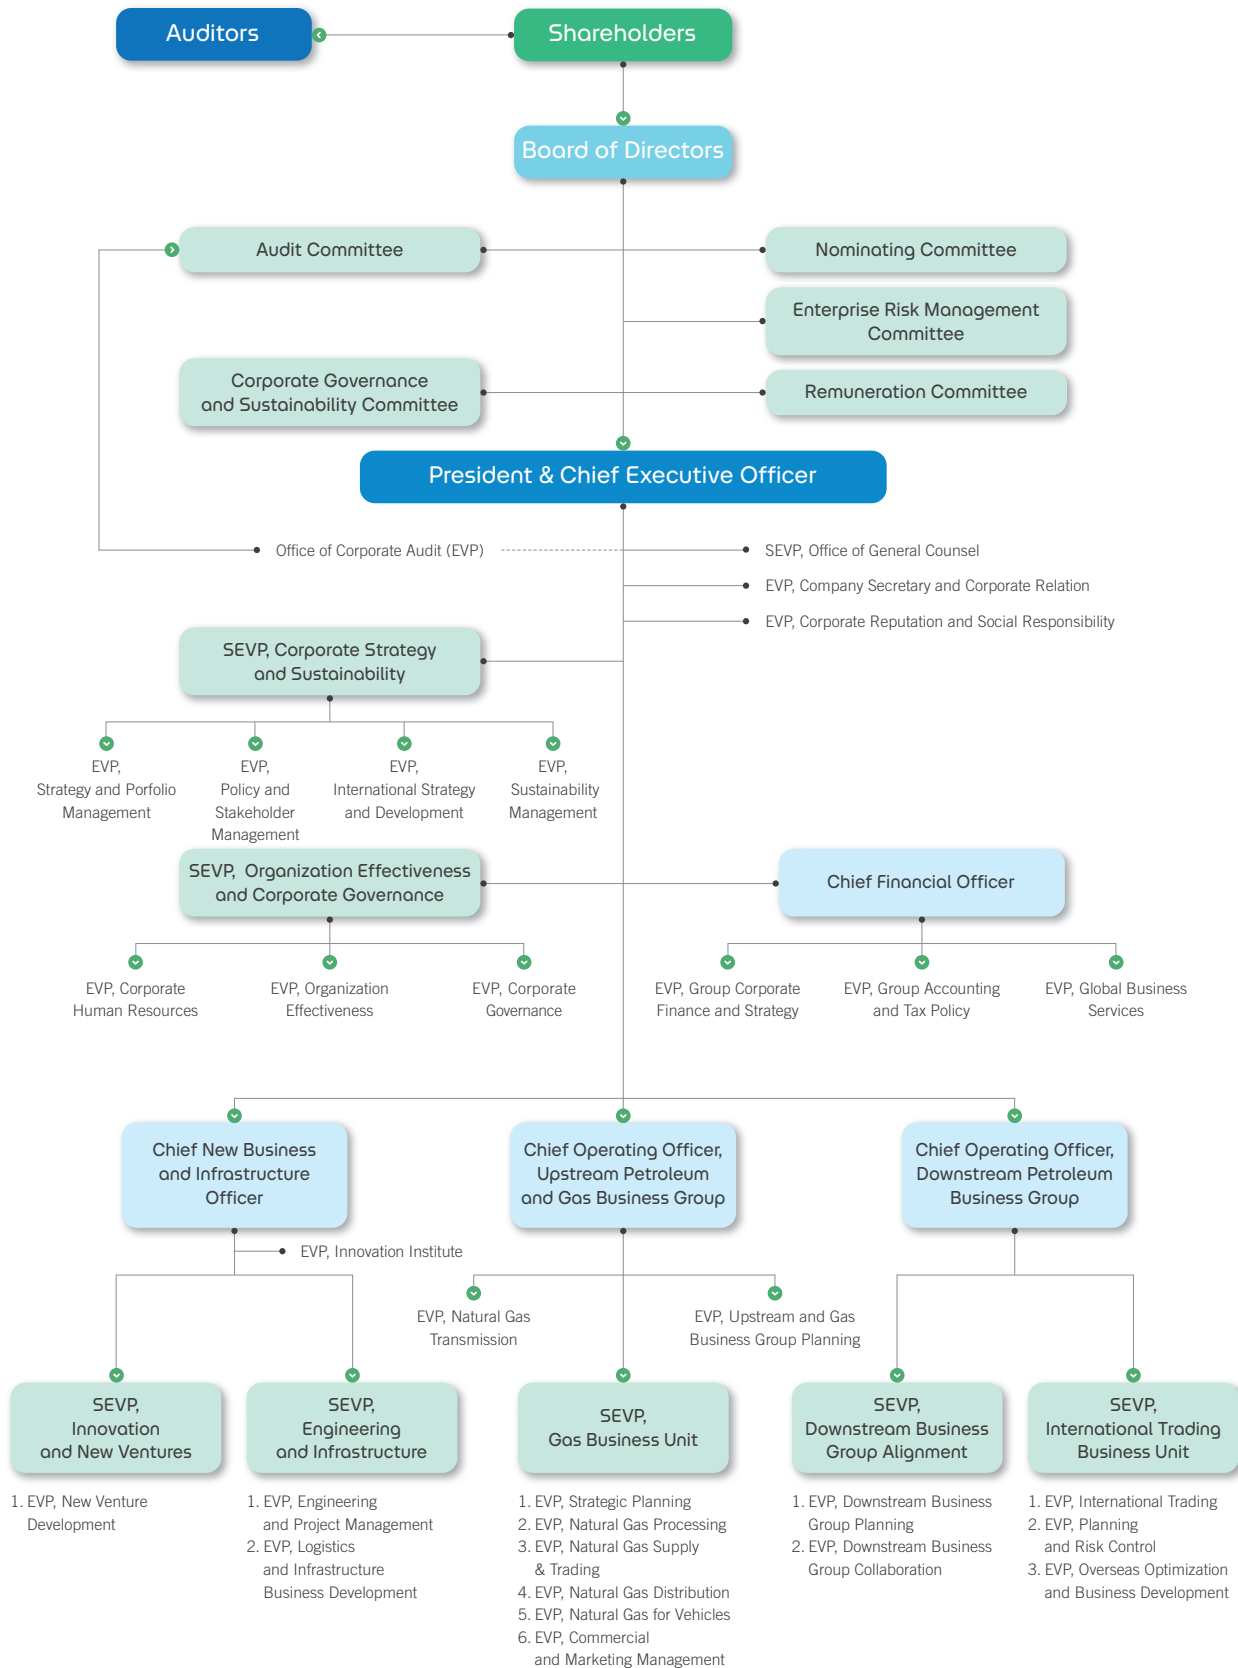 Auditors
Shareholders
Board of Directors
Audit Committee
Nominating Committee
Enterprise Risk Management
Committee
Corporate Governance
and Sustainability Committee
Remuneration Committee
President & Chief Executive Officer
Office of Corporate Audit (EVP)
SEVP, Office of General Counsel
EVP, Company Secretary and Corporate Relation
EVP, Corporate Reputation and Social Responsibility
SEVP, Corporate Strategy
and Sustainability
EVP,
Strategy and Porfolio
Management
EVP,
Policy and
Stakeholder
Management
EVP,
International Strategy
and Development
EVP,
Sustainability
Management
SEVP, Organization Effectiveness
and Corporate Governance
Chief Financial Officer
EVP, Corporate
Human Resources
EVP, Organization
Effectiveness
EVP, Corporate
Governance
EVP, Group Corporate
Finance and Strategy
EVP, Group Accounting
and Tax Policy
EVP, Global Business
Services
Chief New Business
and Infrastructure
Officer
Chief Operating Officer,
Upstream Petroleum
and Gas Business Group
Chief Operating Officer,
Downstream Petroleum
Business Group
EVP, Innovation Institute
EVP, Natural Gas
Transmission
EVP, Upstream and Gas
Business Group Planning
SEVP,
Innovation
and New Ventures
SEVP,
Engineering
and Infrastructure
SEVP,
Gas Business Unit
SEVP,
Downstream Business
Group Alignment
SEVP,
International Trading
Business Unit
1. EVP, New Venture
Development
1. EVP, Engineering
and Project Management
2. EVP, Logistics
and Infrastructure
Business Development
1. EVP, Strategic Planning
2. EVP, Natural Gas Processing
3. EVP, Natural Gas Supply
& Trading
4. EVP, Natural Gas Distribution
5. EVP, Natural Gas for Vehicles
6. EVP, Commercial
and Marketing Management
1. EVP, Downstream Business
Group Planning
2. EVP, Downstream Business
Group Collaboration
1. EVP, International Trading
2. EVP, Planning
and Risk Control
3. EVP, Overseas Optimization
and Business Development